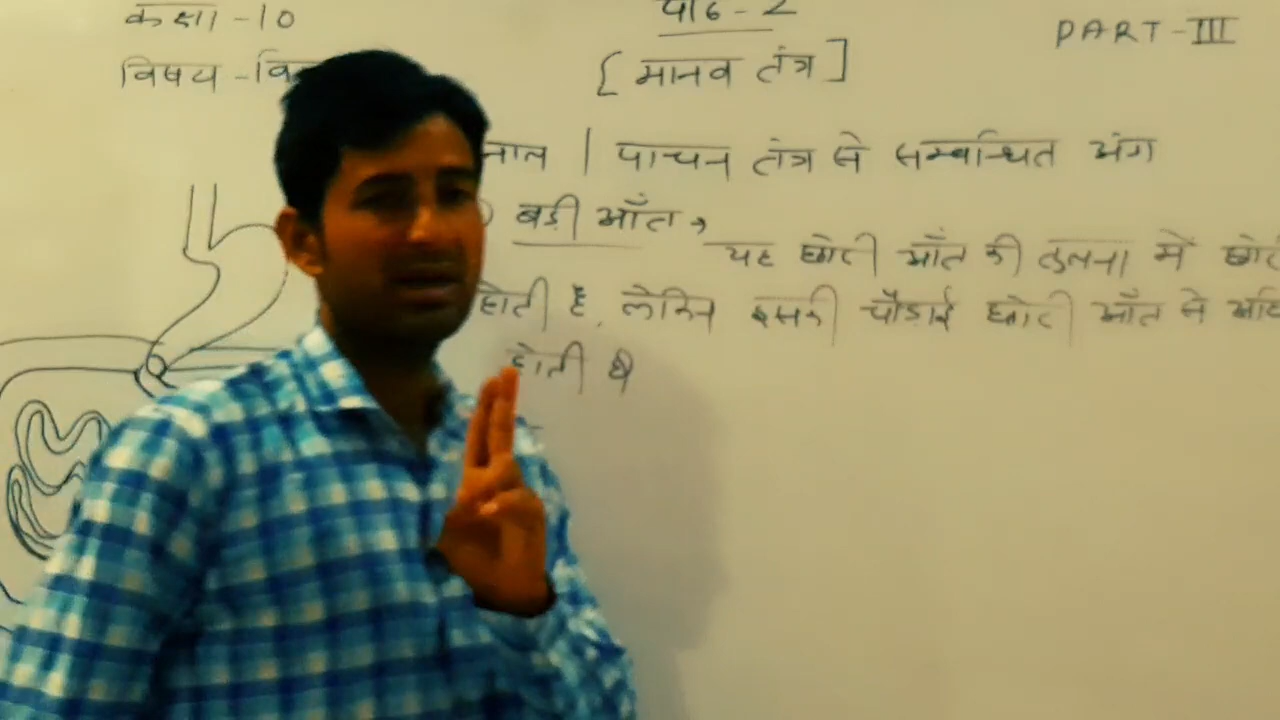 कक्षा - 10
पाठ - 2
PART - III
विषय - वि
[मानव तंत्र]
नाल | पाचन तंत्र से सम्बन्धित अंग
बड़ी आँत →
यह छोटी आँत की तुलना में छोटी
होती है, लेकिन इसकी चौड़ाई छोटी आँत से अधि
होती है